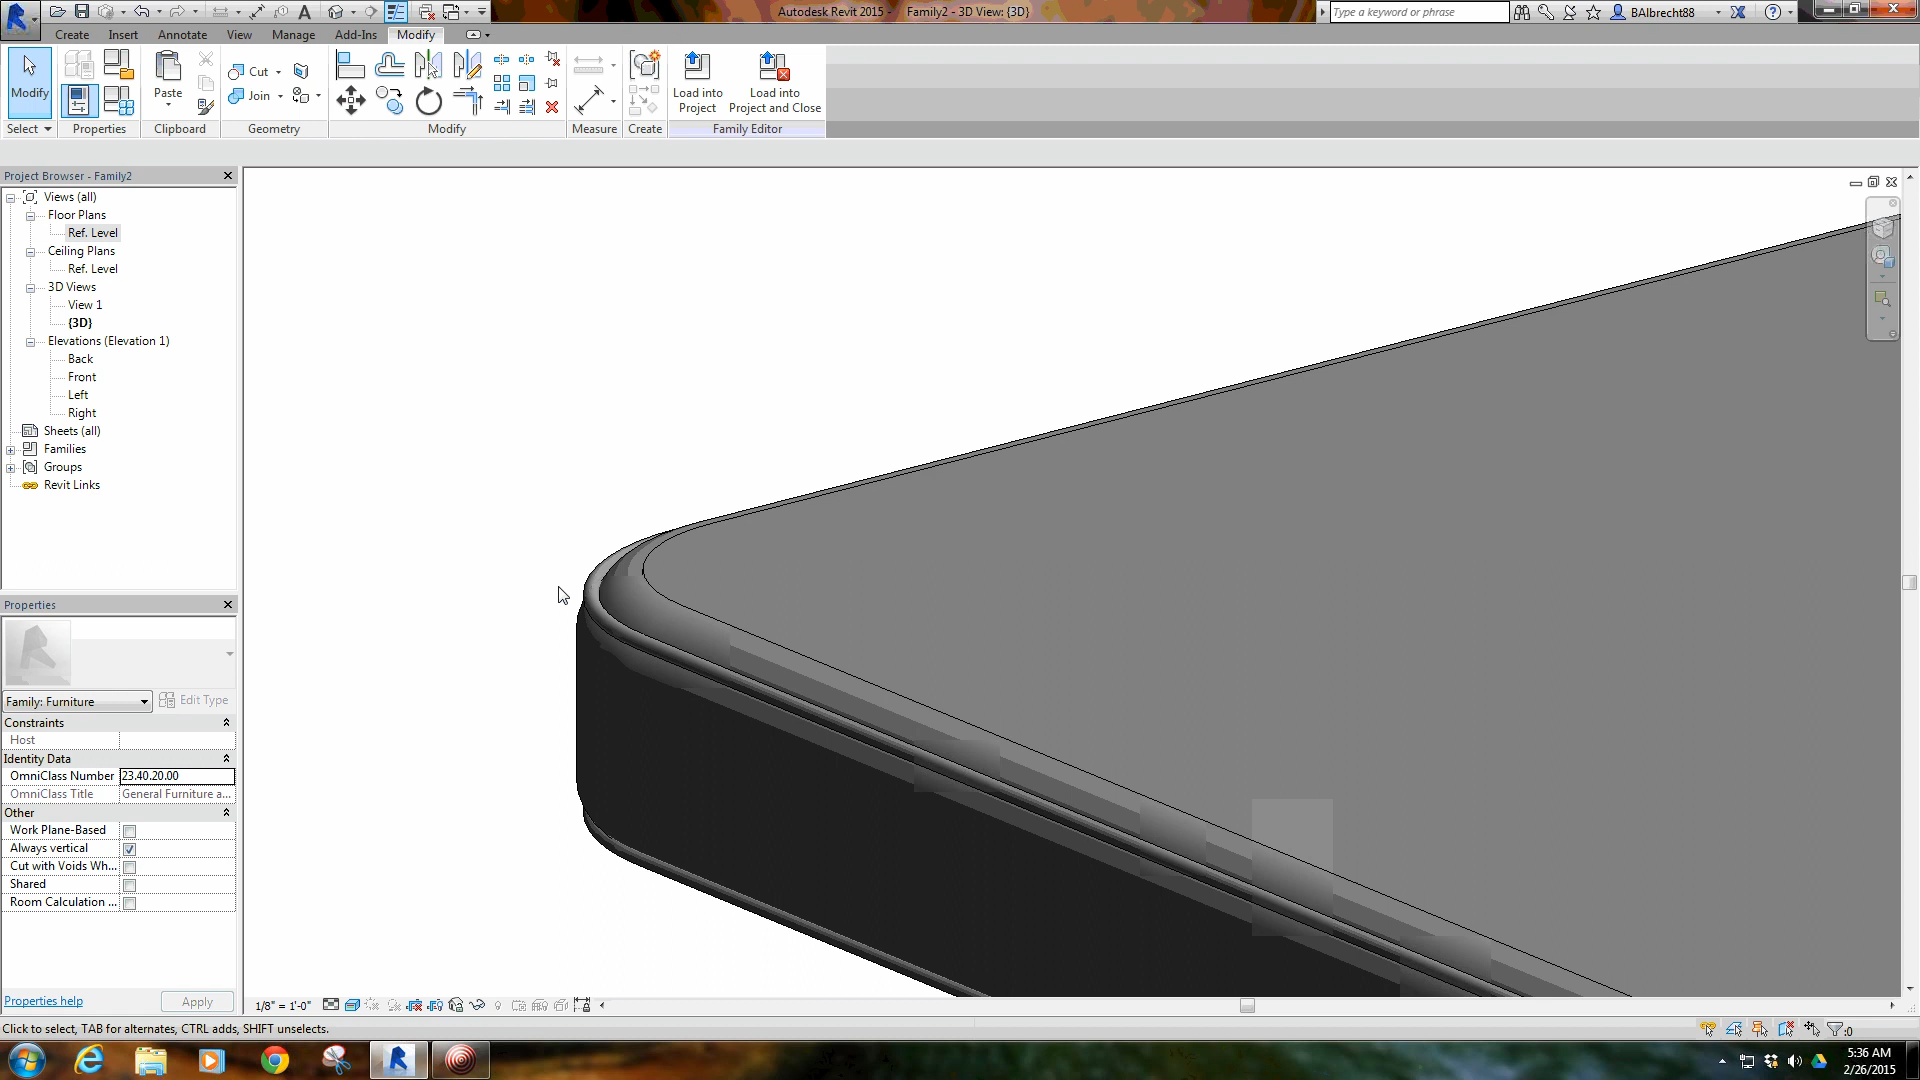 Autodesk Revit 2015 - Family2 - 3D View: {3D}
Type a keyword or phrase
BAlbrecht88
Create Insert Annotate View Manage Add-Ins Modify
Modify
Paste
Cut
Join
Load into Project
Load into Project and Close
Select Properties Clipboard Geometry Modify Measure Create Family Editor
Project Browser - Family2
Views (all)
Floor Plans
Ref. Level
Ceiling Plans
Ref. Level
3D Views
View 1
{3D}
Elevations (Elevation 1)
Back
Front
Left
Right
Sheets (all)
Families
Groups
Revit Links
Properties
Family: Furniture
Edit Type
Constraints
Host
Identity Data
OmniClass Number 23.40.20.00
OmniClass Title General Furniture a...
Other
Work Plane-Based
Always vertical
Cut with Voids Wh...
Shared
Room Calculation ...
Properties help
Apply
1/8" = 1'-0"
Click to select, TAB for alternates, CTRL adds, SHIFT unselects.
:0
5:36 AM
2/26/2015